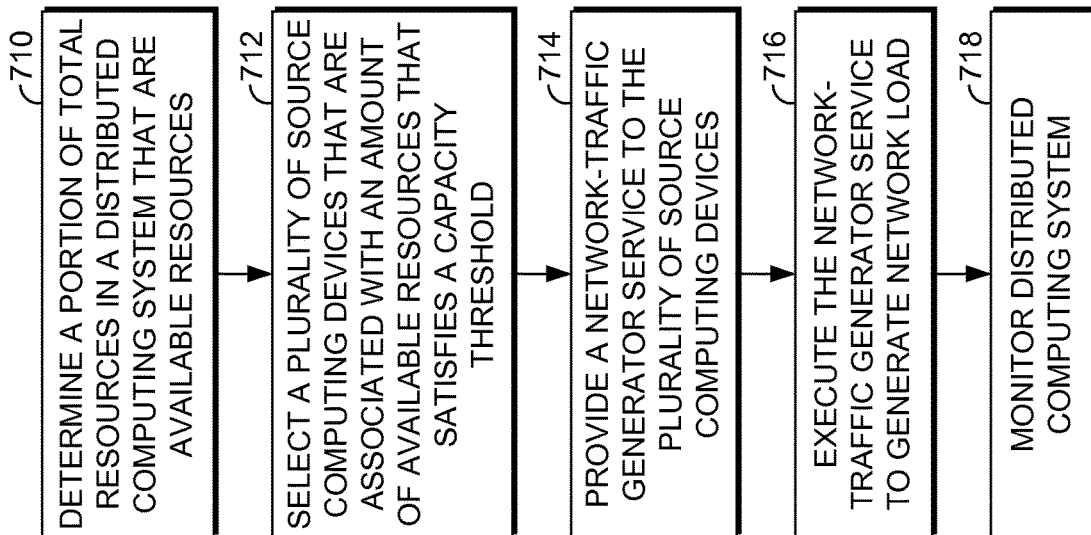 710
DETERMINE A PORTION OF TOTAL
RESOURCES IN A DISTRIBUTED
COMPUTING SYSTEM THAT ARE
AVAILABLE RESOURCES
712
SELECT A PLURALITY OF SOURCE
COMPUTING DEVICES THAT ARE
ASSOCIATED WITH AN AMOUNT
OF AVAILABLE RESOURCES THAT
SATISFIES A CAPACITY
THRESHOLD
714
PROVIDE A NETWORK-TRAFFIC
GENERATOR SERVICE TO THE
PLURALITY OF SOURCE
COMPUTING DEVICES
716
EXECUTE THE NETWORK-
TRAFFIC GENERATOR SERVICE
TO GENERATE NETWORK LOAD
718
MONITOR DISTRIBUTED
COMPUTING SYSTEM